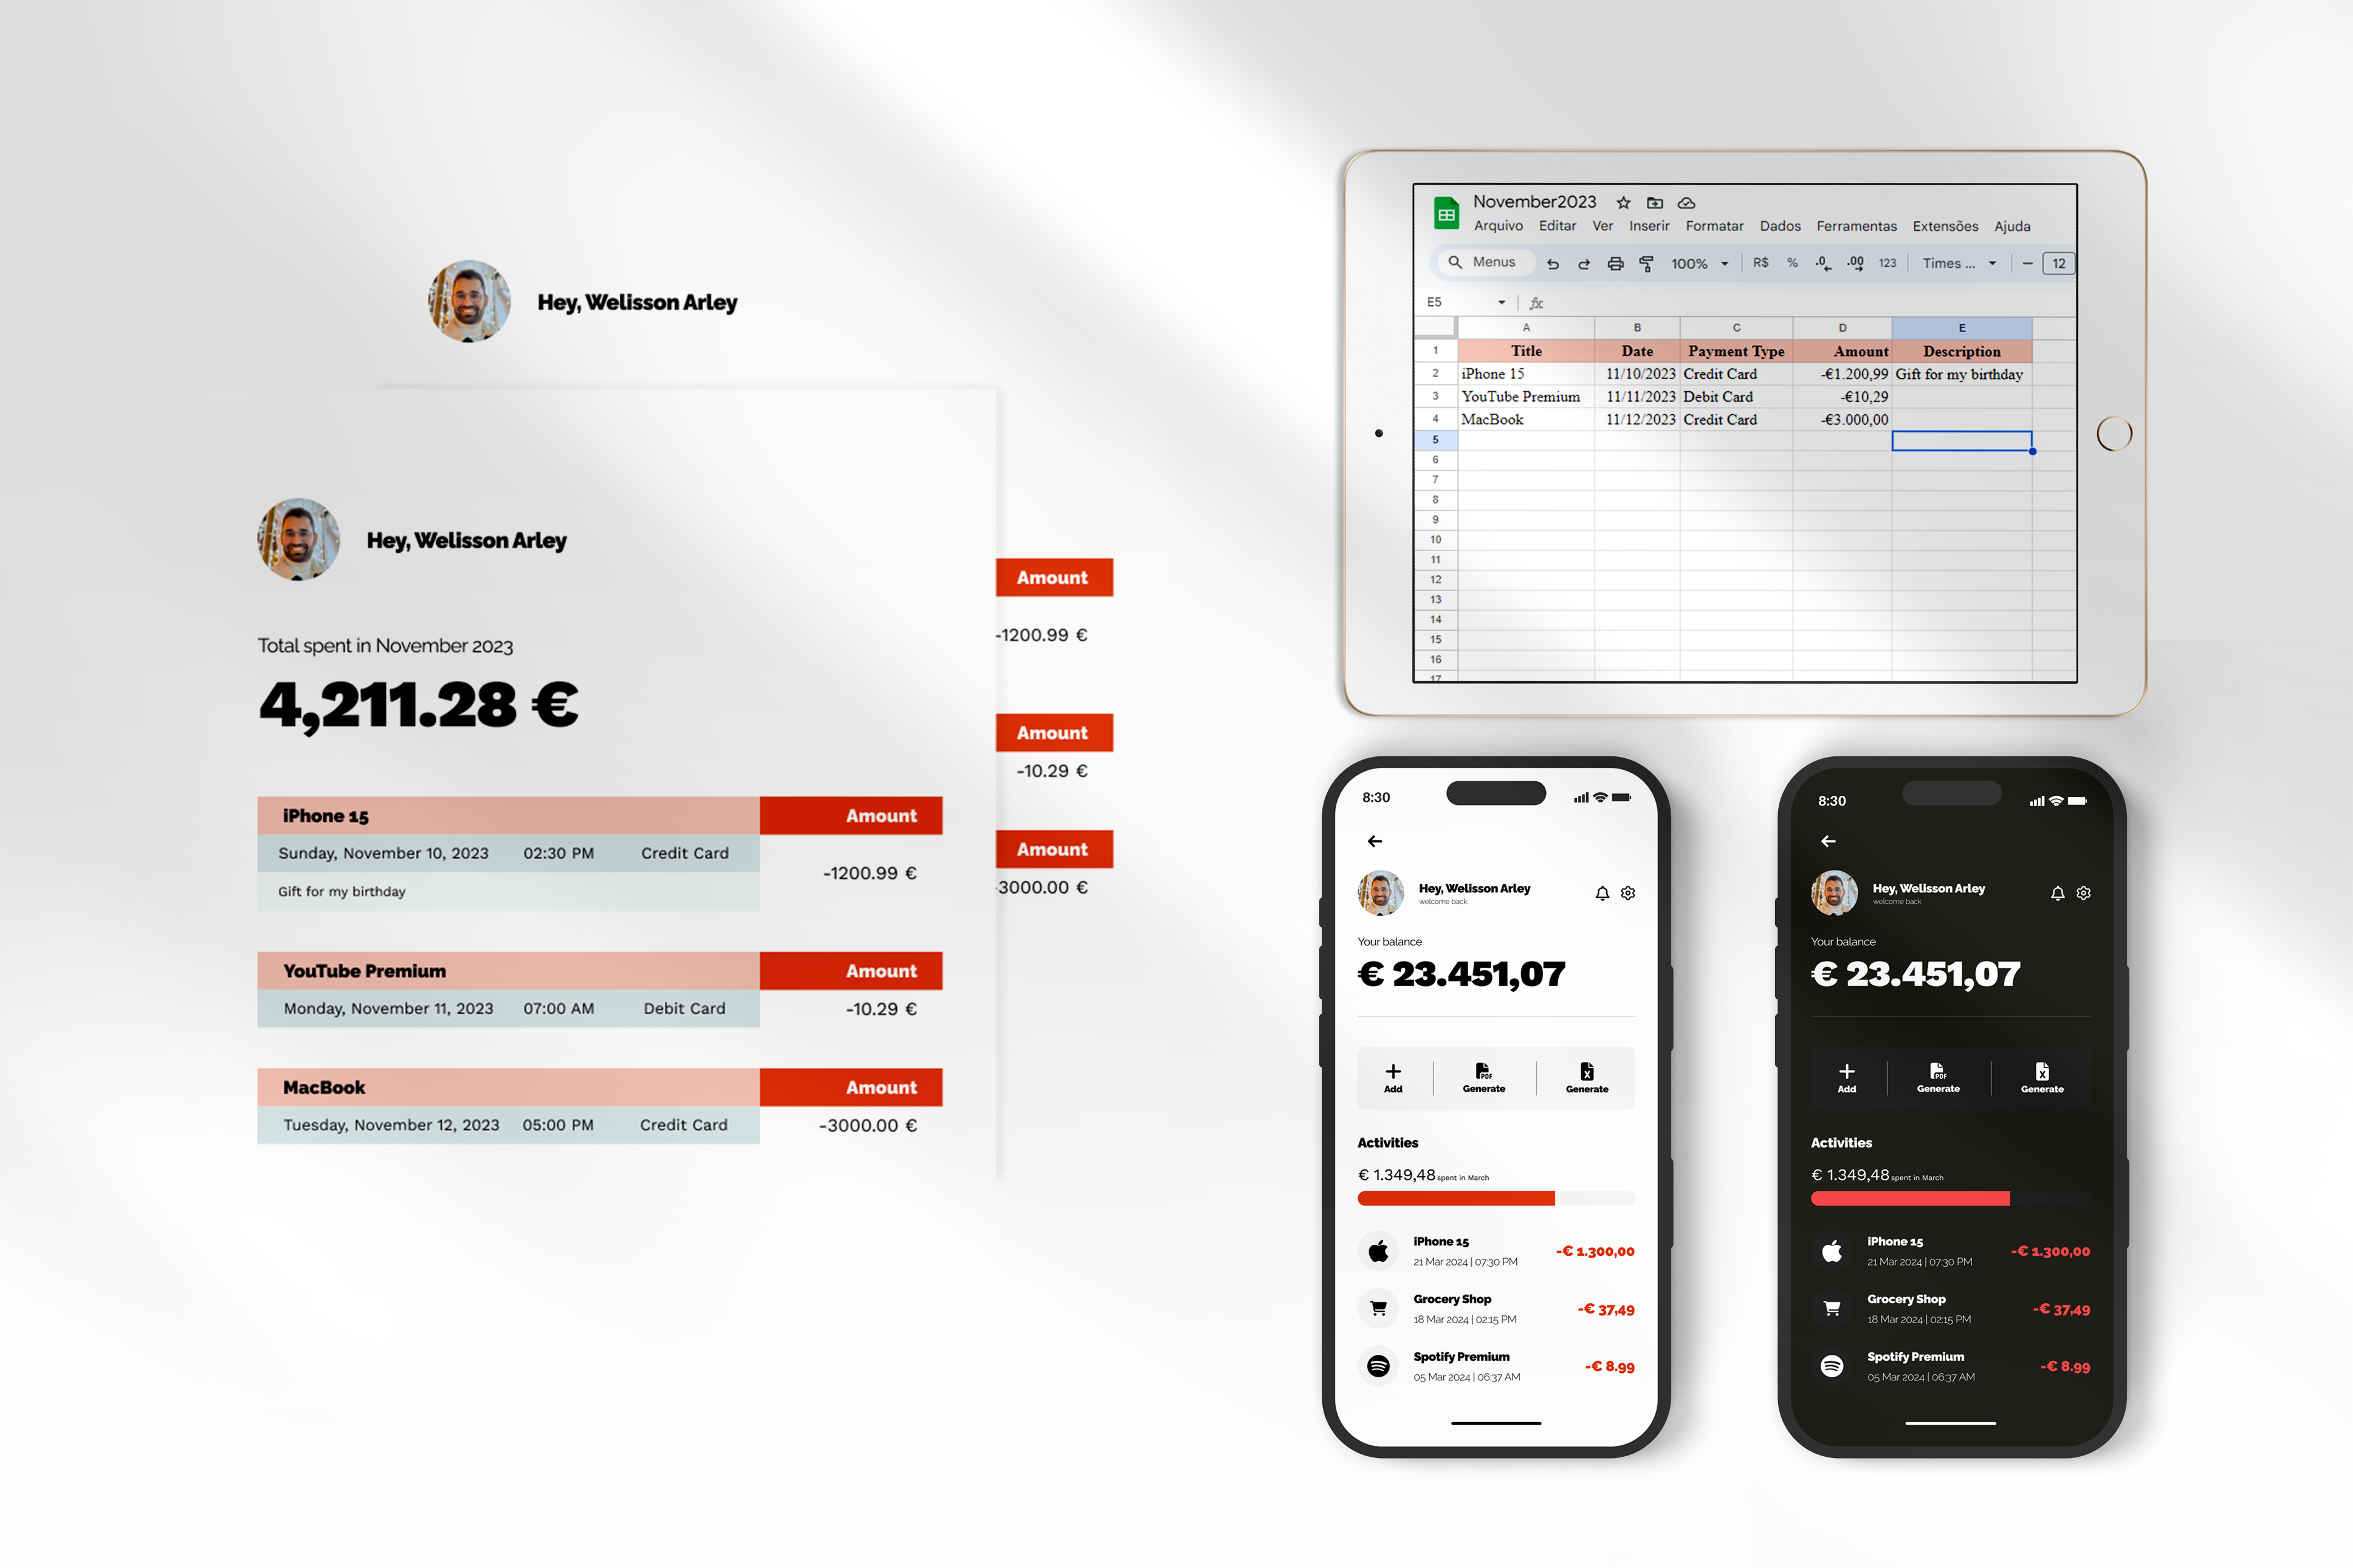 Hey, Welisson Arley
Amount
-1200.99 €
Amount
-10.29 €
Amount
-3000.00 €
Hey, Welisson Arley
Total spent in November 2023
4,211.28 €
iPhone 15 Amount
Sunday, November 10, 2023 02:30 PM Credit Card
-1200.99 €
Gift for my birthday
YouTube Premium Amount
Monday, November 11, 2023 07:00 AM Debit Card -10.29 €
MacBook Amount
Tuesday, November 12, 2023 05:00 PM Credit Card -3000.00 €
November2023
Arquivo Editar Ver Inserir Formatar Dados Ferramentas Extensões Ajuda
Menus 100% R$ % .0 .00 123 Times ... − 12
E5 fx
A B C D E
1 Title Date Payment Type Amount Description
2 iPhone 15 11/10/2023 Credit Card -€1.200,99 Gift for my birthday
3 YouTube Premium 11/11/2023 Debit Card -€10,29
4 MacBook 11/12/2023 Credit Card -€3.000,00
5
6
7
8
9
10
11
12
13
14
15
16
17
8:30
Hey, Welisson Arley
welcome back
Your balance
€ 23.451,07
PDF X
Add Generate Generate
Activities
€ 1.349,48 spent in March
iPhone 15
-€ 1.300,00
21 Mar 2024 | 07:30 PM
Grocery Shop
-€ 37,49
18 Mar 2024 | 02:15 PM
Spotify Premium
-€ 8.99
05 Mar 2024 | 06:37 AM
8:30
Hey, Welisson Arley
welcome back
Your balance
€ 23.451,07
PDF X
Add Generate Generate
Activities
€ 1.349,48 spent in March
iPhone 15
-€ 1.300,00
21 Mar 2024 | 07:30 PM
Grocery Shop
-€ 37,49
18 Mar 2024 | 02:15 PM
Spotify Premium
-€ 8.99
05 Mar 2024 | 06:37 AM